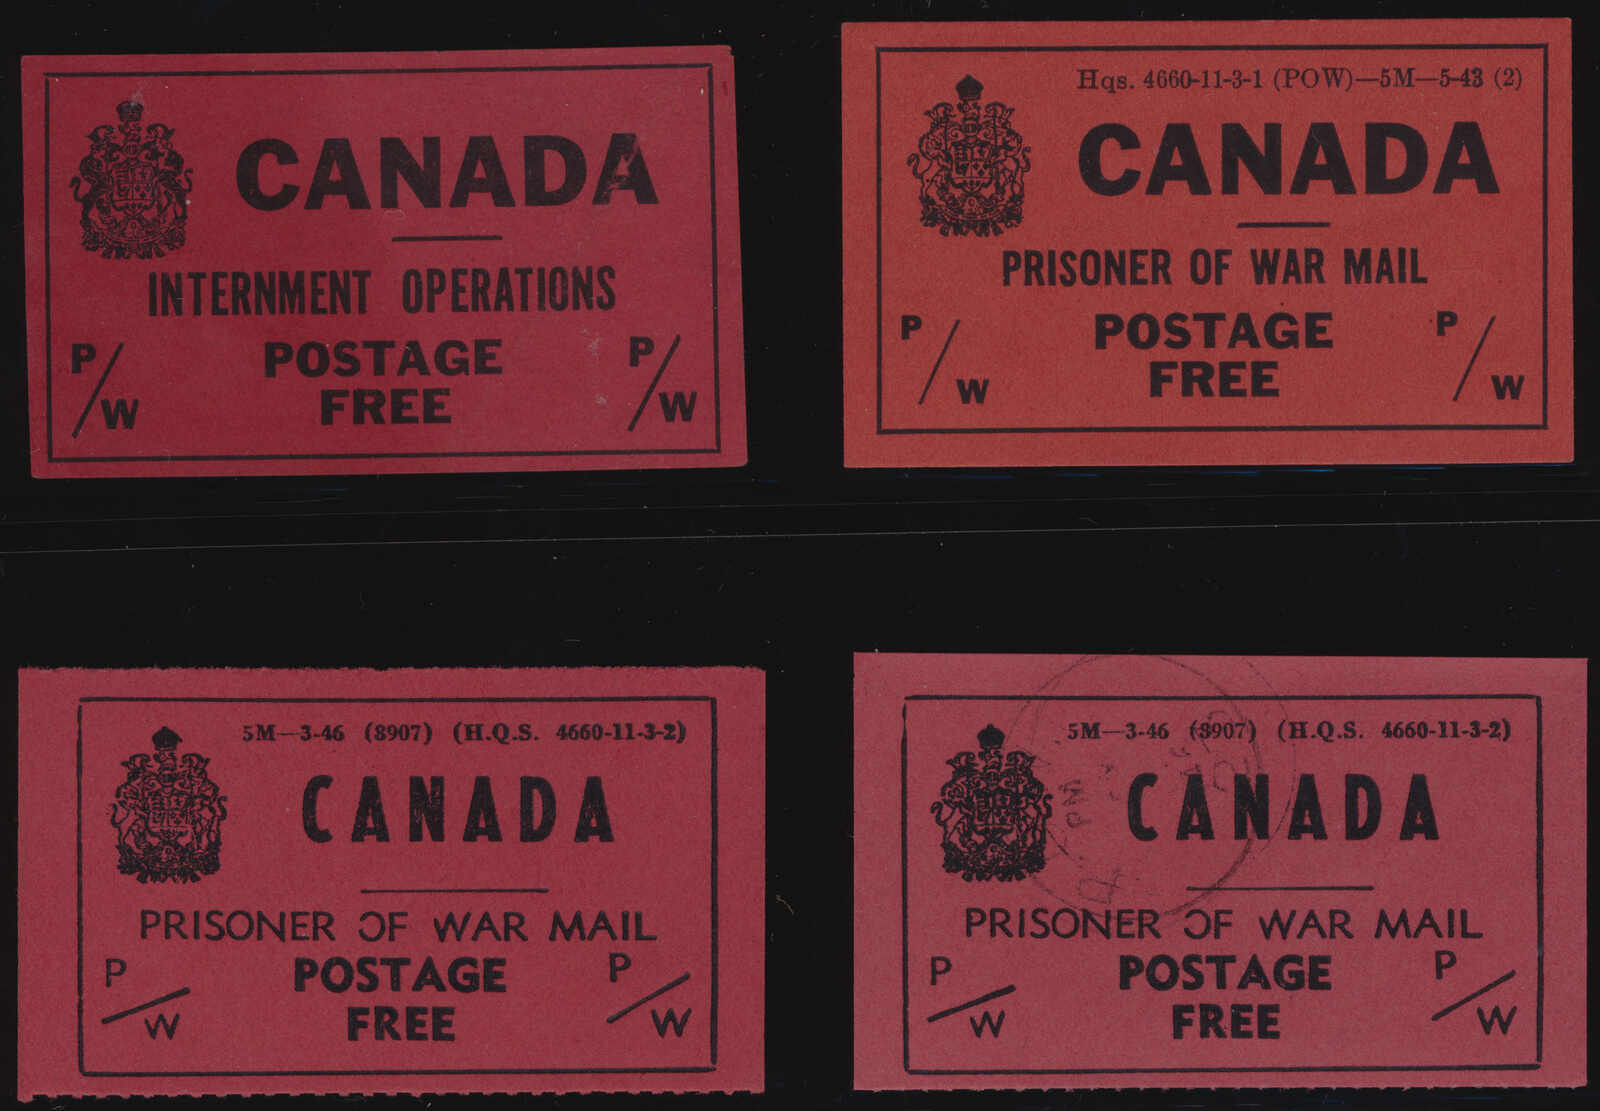 CANADA
INTERNMENT OPERATIONS
P/W
POSTAGE
FREE
P/W
Hqs. 4660-11-3-1 (POW)—5M—5-43 (2)
CANADA
PRISONER OF WAR MAIL
P/W
POSTAGE
FREE
P/W
5M—3-46 (8907) (H.Q.S. 4660-11-3-2)
CANADA
PRISONER OF WAR MAIL
P/W
POSTAGE
FREE
P/W
5M—3-46 (8907) (H.Q.S. 4660-11-3-2)
CANADA
PM
PRISONER OF WAR MAIL
P/W
POSTAGE
FREE
P/W